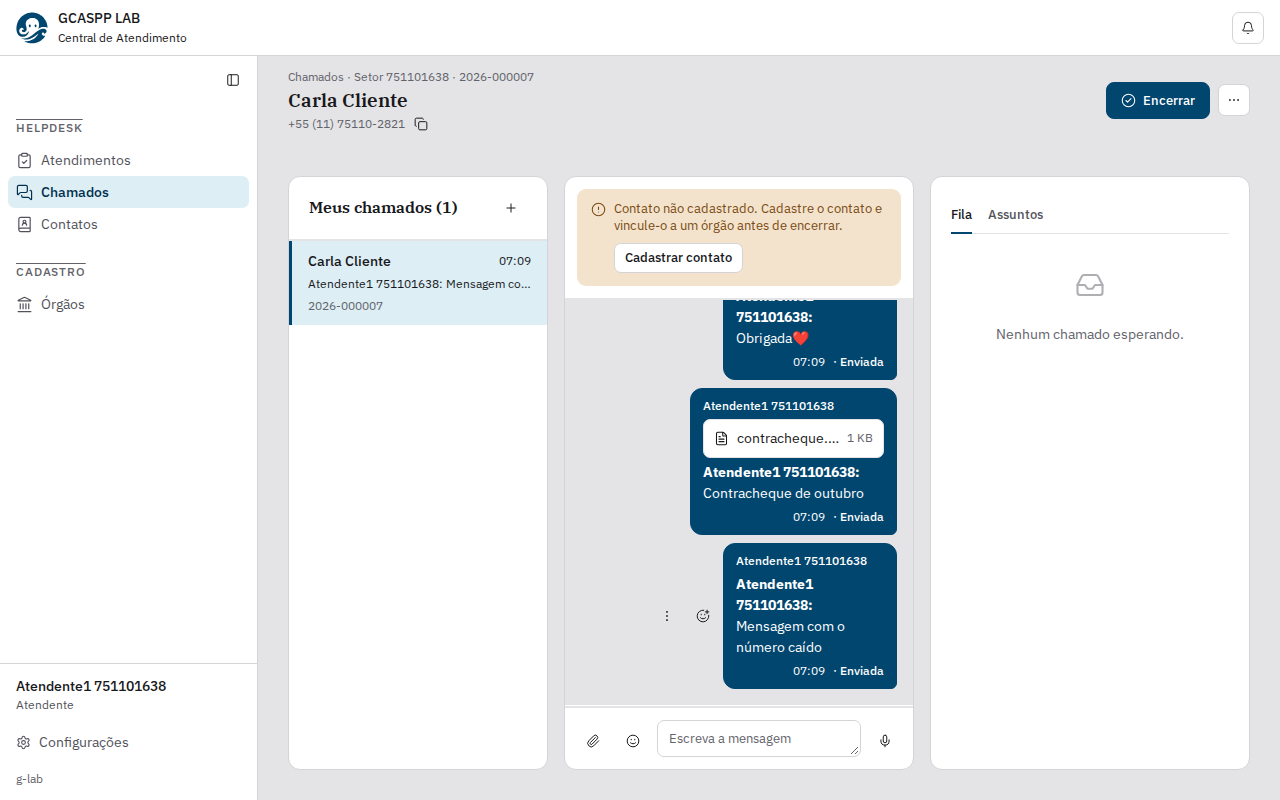 GCASPP LAB
Central de Atendimento
HELPDESK
Atendimentos
Chamados
Contatos
CADASTRO
Órgãos
Atendente1 751101638
Atendente
Configurações
g-lab
Chamados · Setor 751101638 · 2026-000007
Carla Cliente
+55 (11) 75110-2821
Encerrar
Meus chamados (1)
Carla Cliente 07:09
Atendente1 751101638: Mensagem co...
2026-000007
Contato não cadastrado. Cadastre o contato e
vincule-o a um órgão antes de encerrar.
Cadastrar contato
751101638:
Obrigada❤️
07:09 · Enviada
Atendente1 751101638
contracheque.... 1 KB
Atendente1 751101638:
Contracheque de outubro
07:09 · Enviada
Atendente1 751101638
Atendente1
751101638:
Mensagem com o
número caído
07:09 · Enviada
Escreva a mensagem
Fila Assuntos
Nenhum chamado esperando.